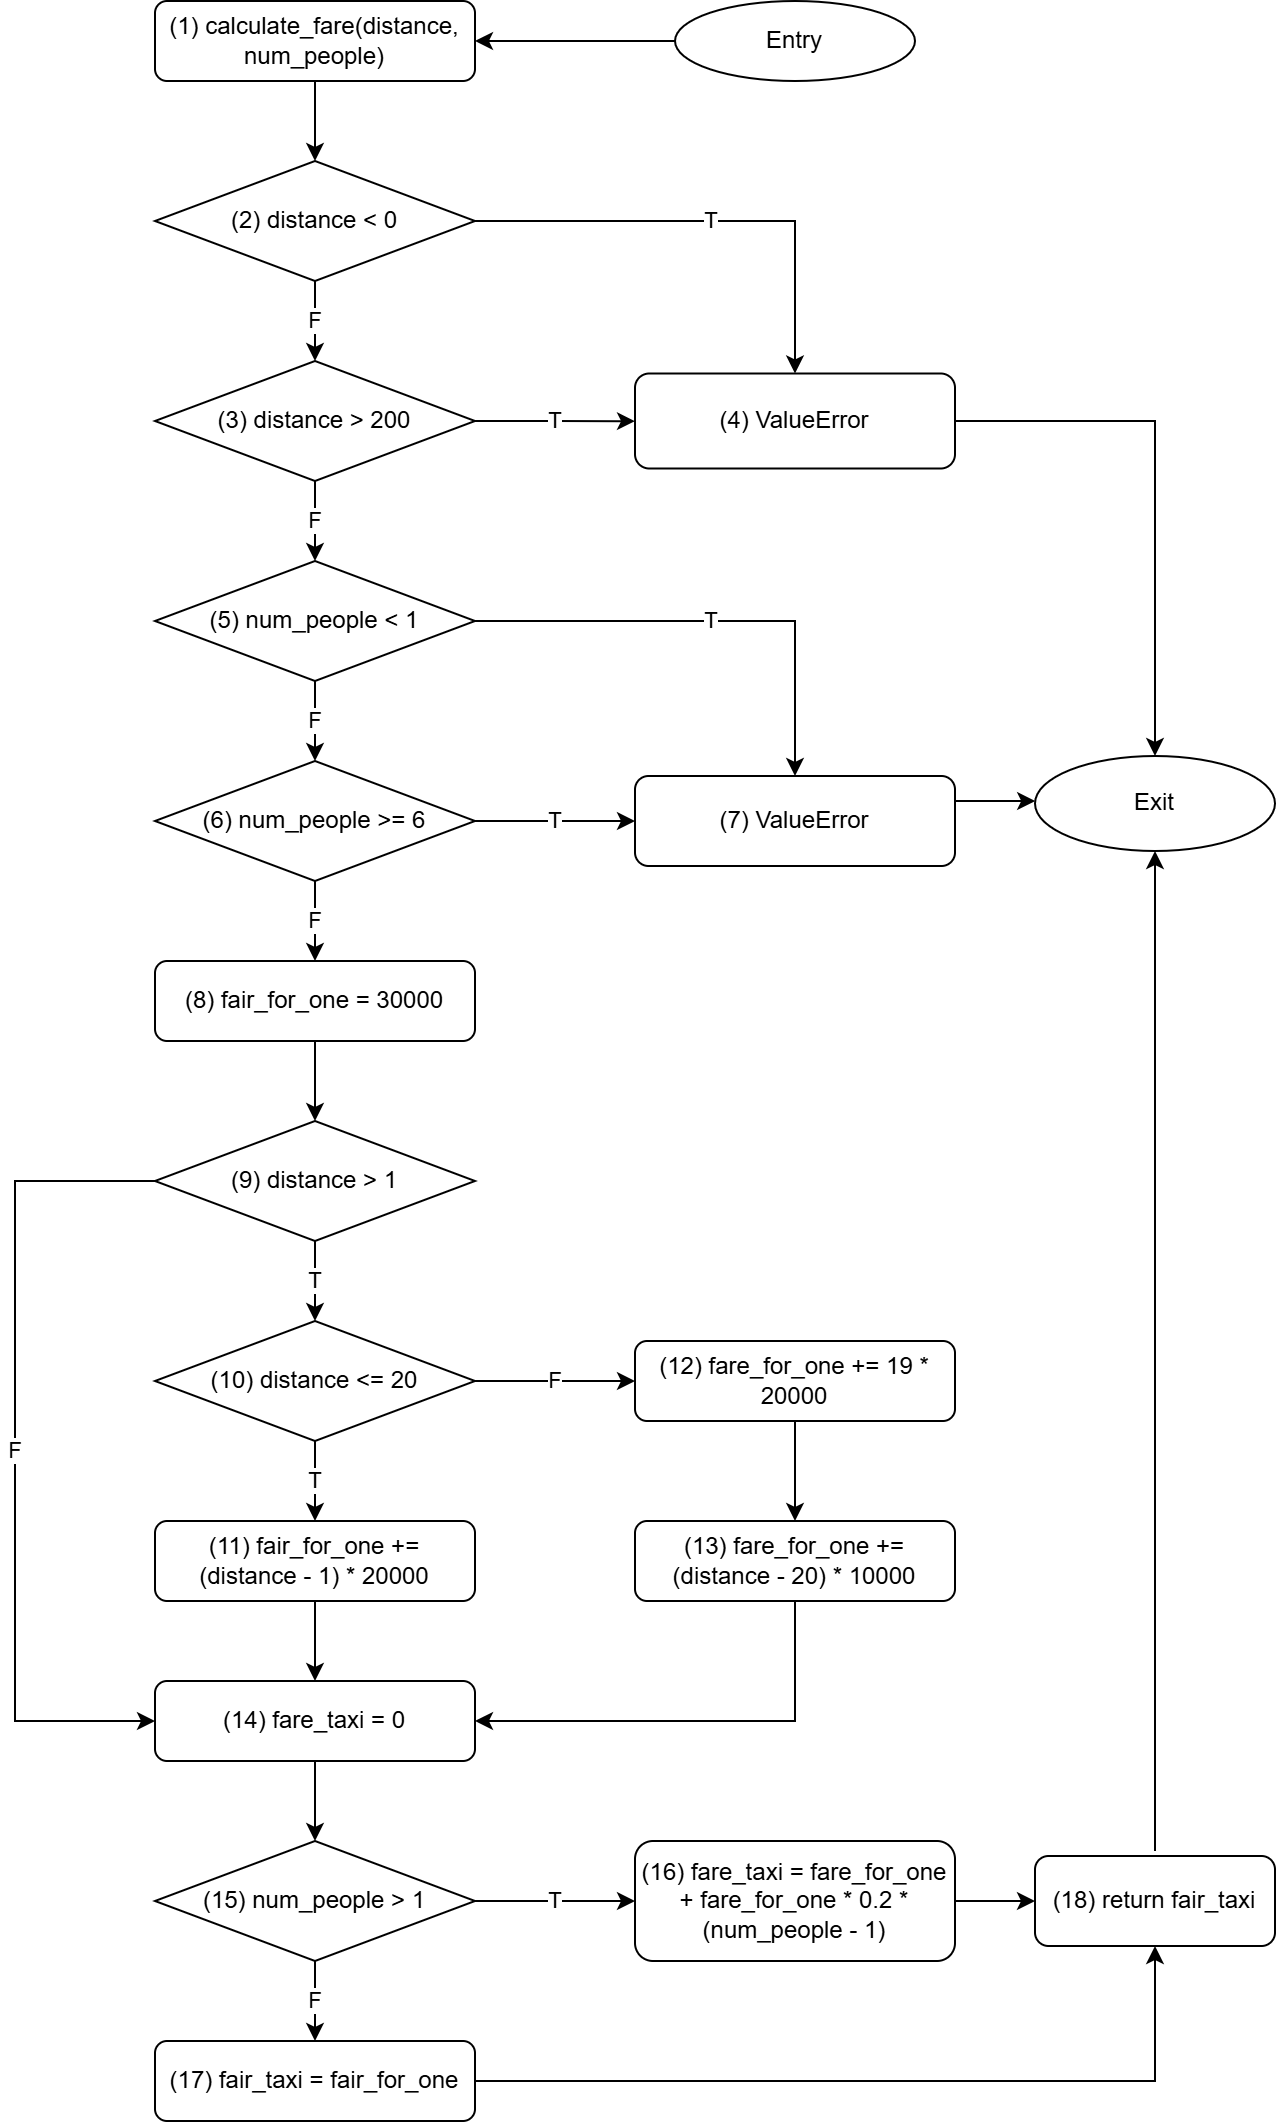 (1) calculate_fare(distance,
num_people)
Entry
(2) distance < 0
T
F
(3) distance > 200
T
(4) ValueError
F
(5) num_people < 1
T
F
(6) num_people >= 6
T
(7) ValueError
Exit
F
(8) fair_for_one = 30000
(9) distance > 1
T
(10) distance <= 20
F
(12) fare_for_one += 19 *
20000
F
T
(11) fair_for_one +=
(distance - 1) * 20000
(13) fare_for_one +=
(distance - 20) * 10000
(14) fare_taxi = 0
(15) num_people > 1
T
(16) fare_taxi = fare_for_one
+ fare_for_one * 0.2 *
(num_people - 1)
(18) return fair_taxi
F
(17) fair_taxi = fair_for_one